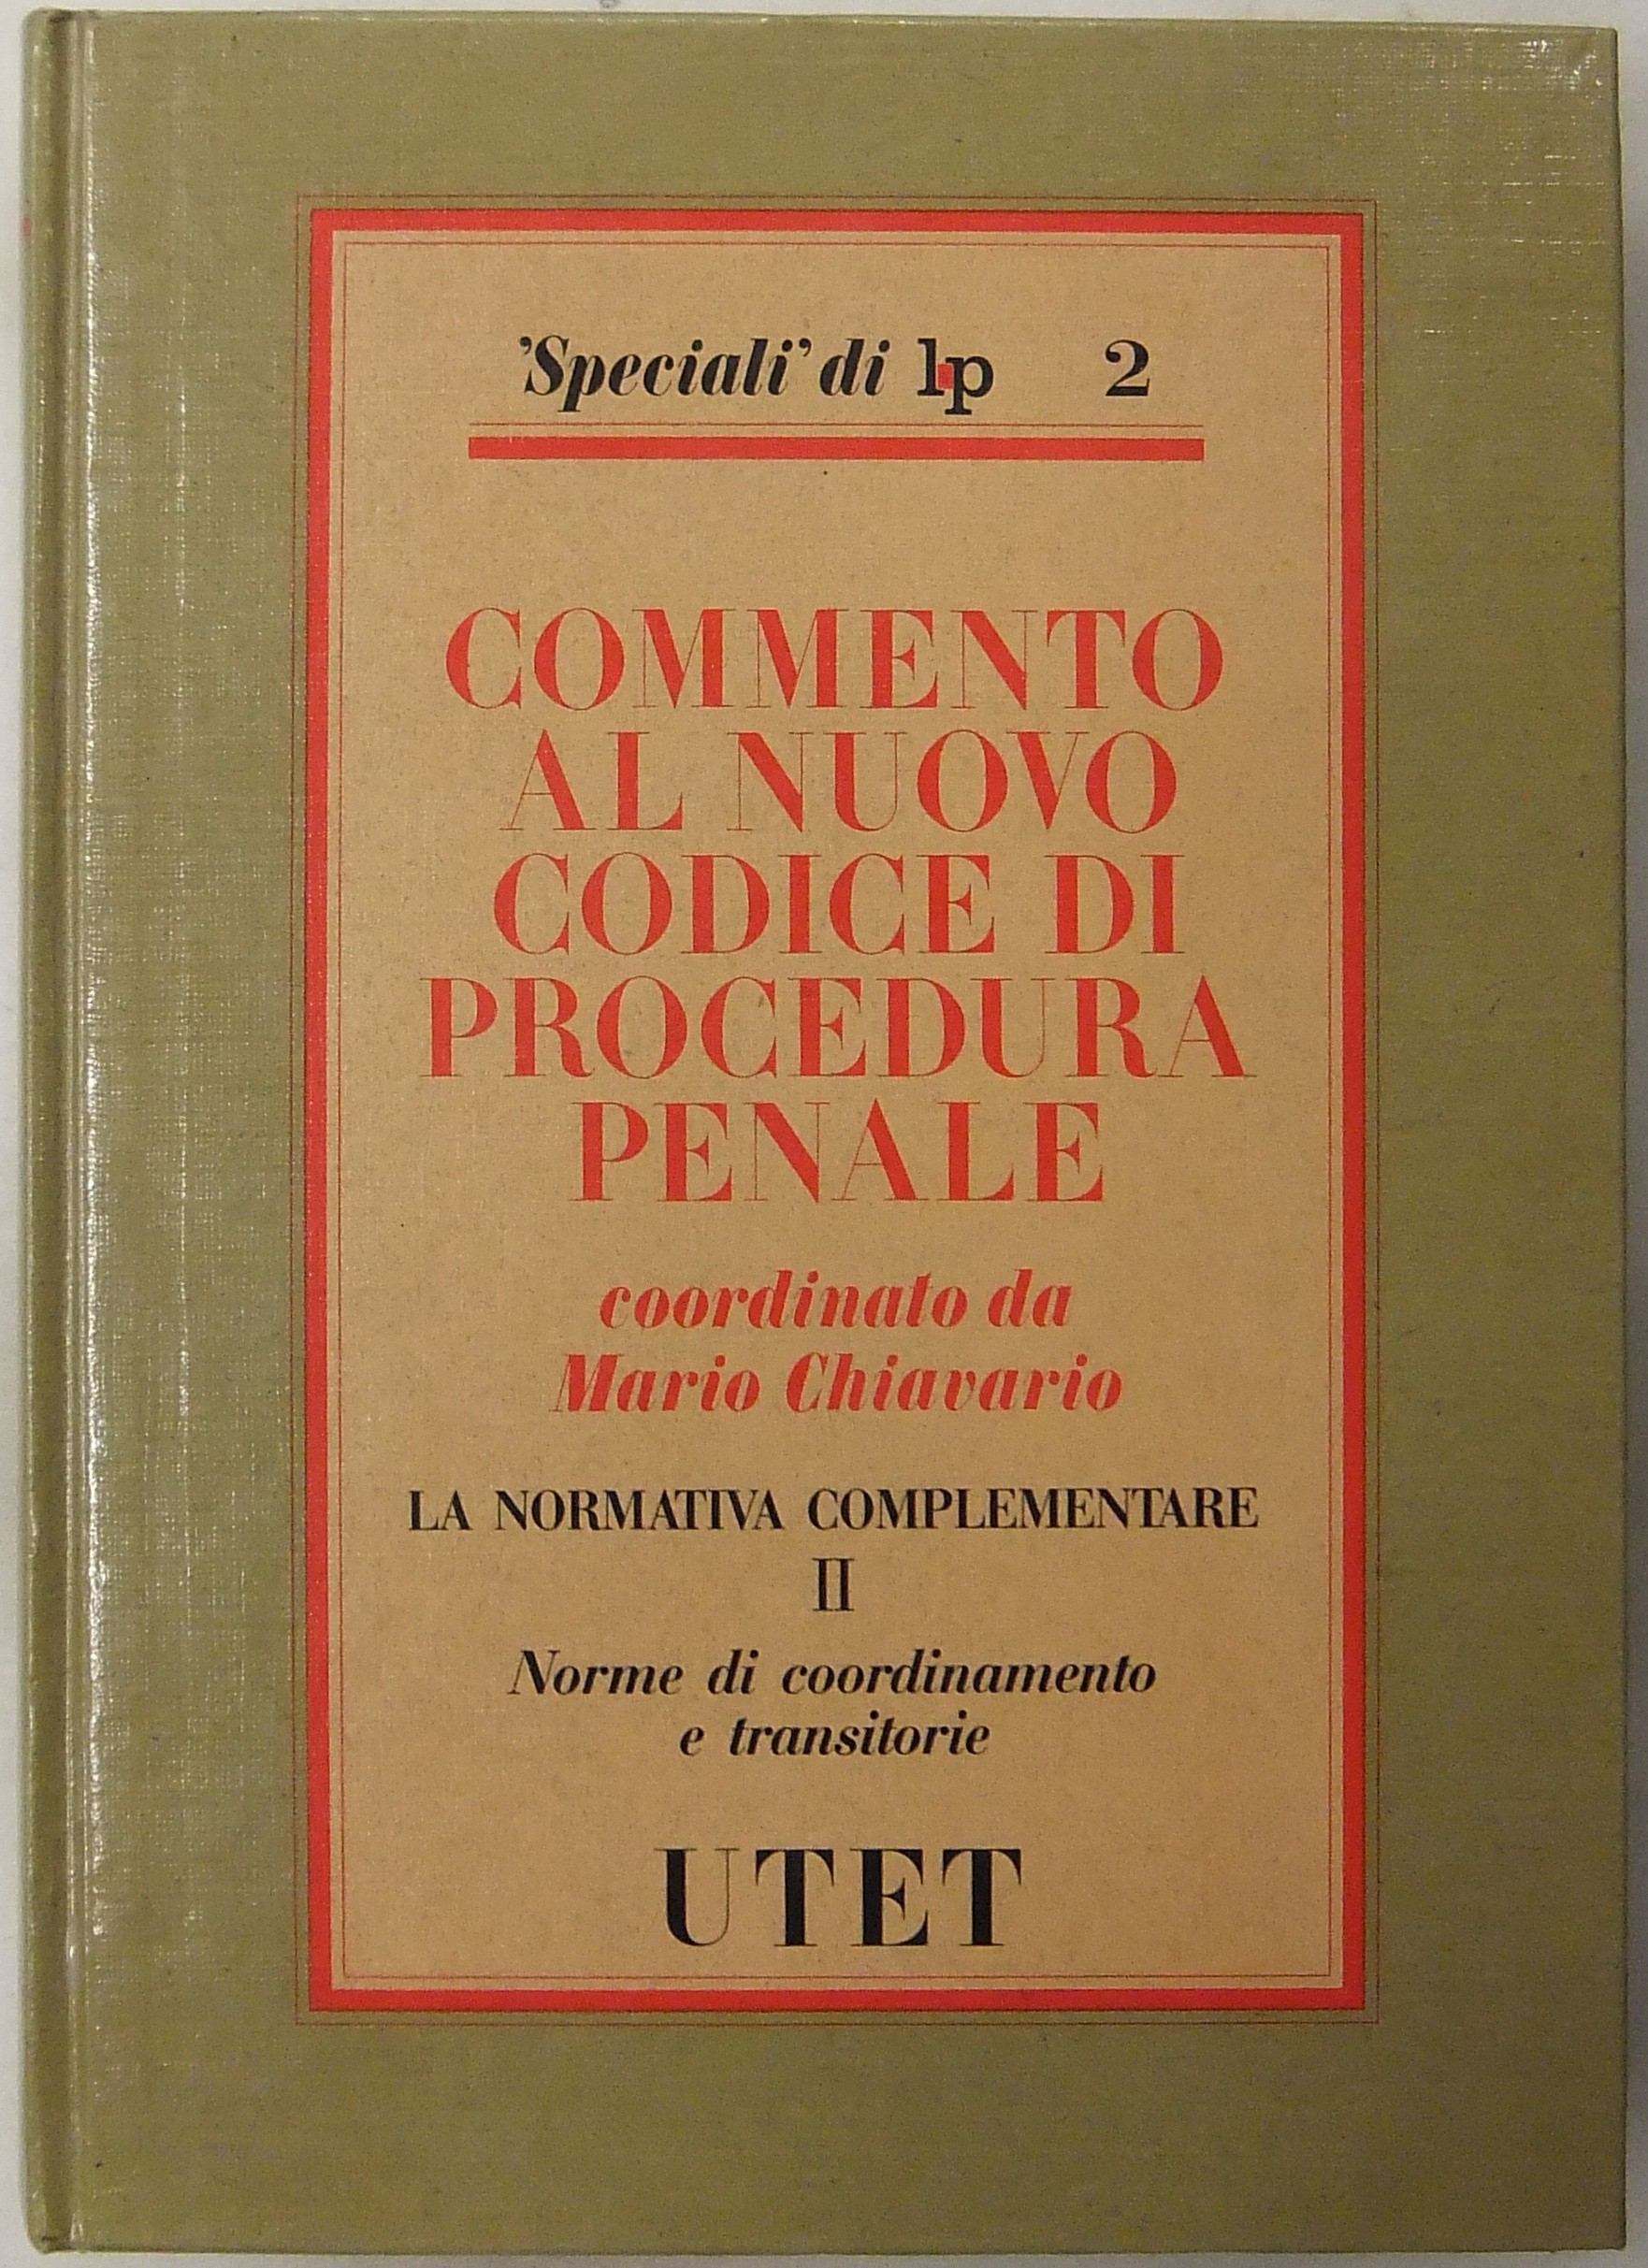 ’Speciali’ di lp 2
COMMENTO
AL NUOVO
CODICE DI
PROCEDURA
PENALE
coordinato da
Mario Chiavario
LA NORMATIVA COMPLEMENTARE
II
Norme di coordinamento
e transitorie
UTET